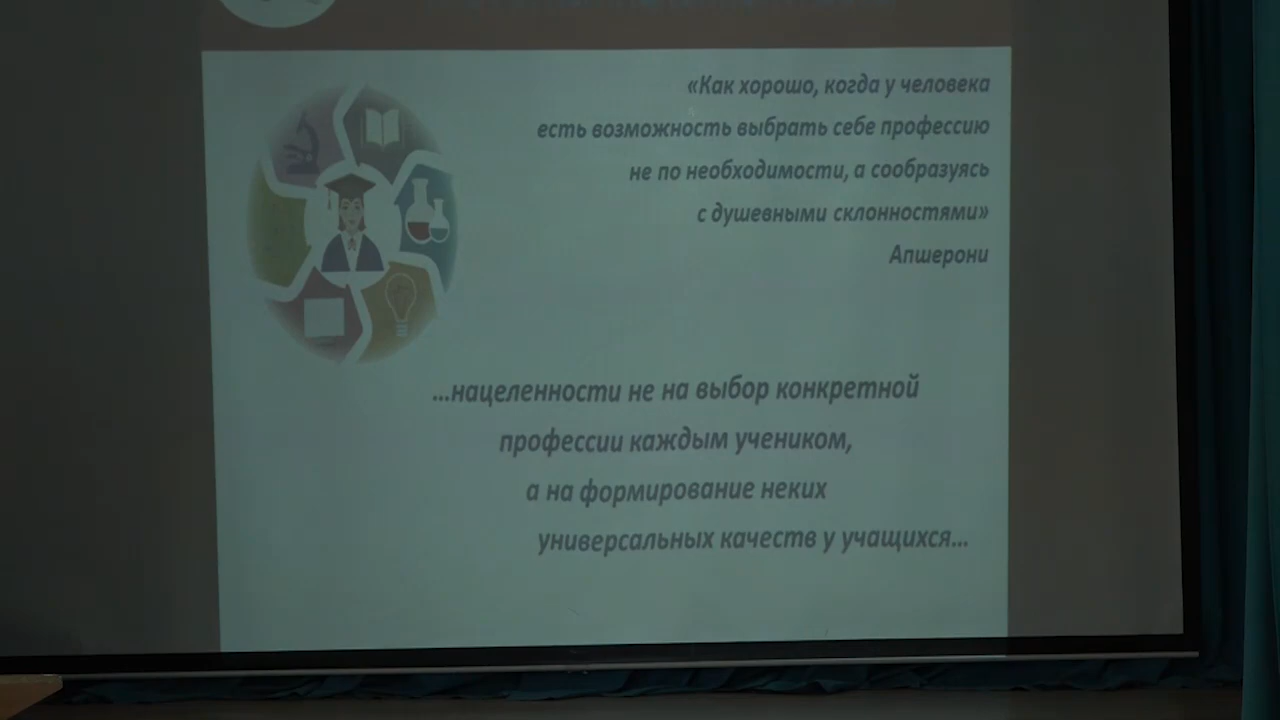 «Как хорошо, когда у человека
есть возможность выбрать себе профессию
не по необходимости, а сообразуясь
с душевными склонностями»
Апшерони
...нацеленности не на выбор конкретной
профессии каждым учеником,
а на формирование неких
универсальных качеств у учащихся...